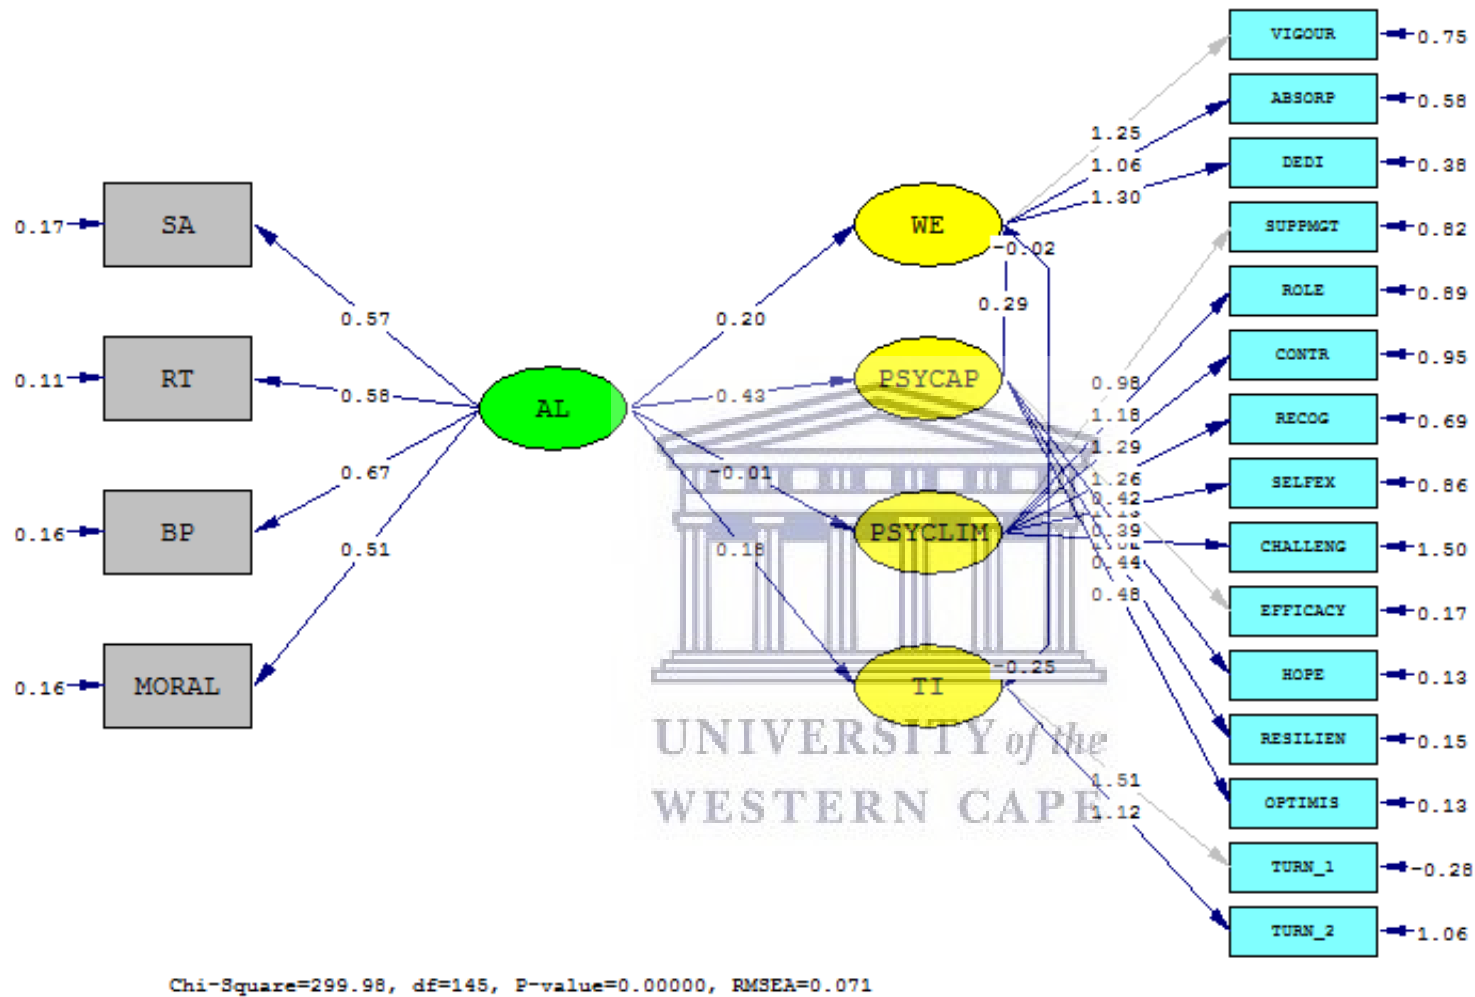 VIGOUR
0.75
ABSORP
0.58
1.25
1.06
DEDI
0.38
1.30
0.17
SA
WE
SUPPMGT
0.82
-0.02
ROLE
0.89
0.57
0.20
0.29
CONTR
0.95
0.11
RT
0.58
0.43
PSYCAP
0.98
AL
1.18
RECOG
0.69
1.29
0.67
-0.01
1.26
SELFEX
0.86
0.42
0.16
BP
PSYCLIM
0.39
0.51
0.18
CHALLENG
1.50
0.44
0.48
EFFICACY
0.17
-0.25
HOPE
0.13
0.16
MORAL
TI
UNIVERSITY of the
RESILIEN
0.15
1.51
WESTERN CAPE
1.12
OPTIMIS
0.13
TURN_1
-0.28
TURN_2
1.06
Chi-Square=299.98, df=145, P-value=0.00000, RMSEA=0.071